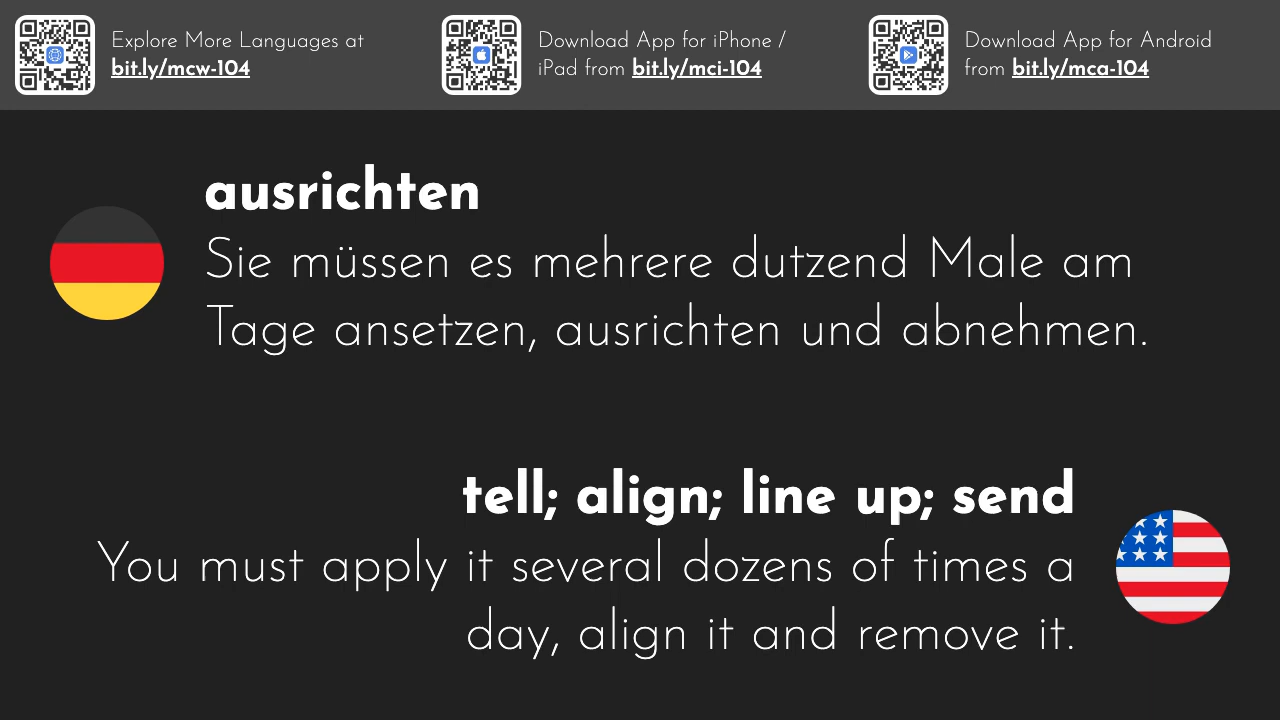 Explore More Languages at
bit.ly/mcw-104
Download App for iPhone /
iPad from bit.ly/mci-104
Download App for Android
from bit.ly/mca-104
ausrichten
Sie müssen es mehrere dutzend Male am
Tage ansetzen, ausrichten und abnehmen.
tell; align; line up; send
You must apply it several dozens of times a
day, align it and remove it.